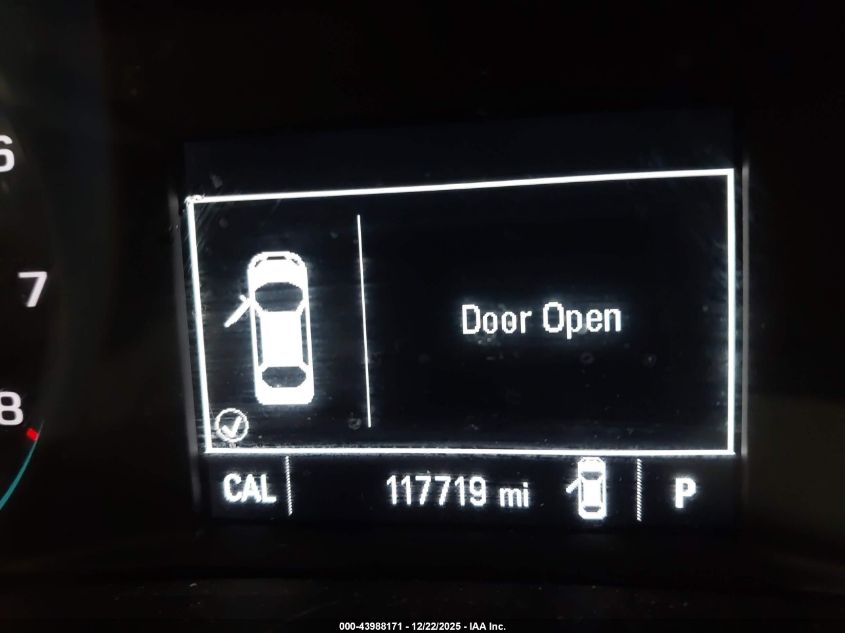 6
7
8
Door Open
CAL 117719 mi P
000-43988171 - 12/22/2025 - IAA Inc.